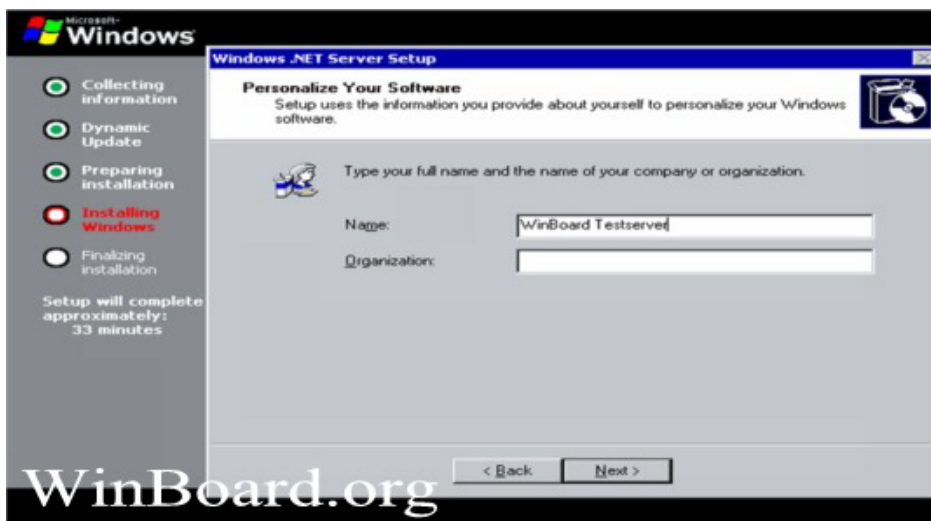 Microsoft
Windows
Windows .NET Server Setup
Collecting
information
Dynamic
Update
Preparing
installation
Installing
Windows
Finalizing
installation
Setup will complete
approximately:
33 minutes
Personalize Your Software
Setup uses the information you provide about yourself to personalize your Windows
software.
Type your full name and the name of your company or organization.
Name:
WinBoard Testserver
Organization:
< Back
Next >
WinBoard.org